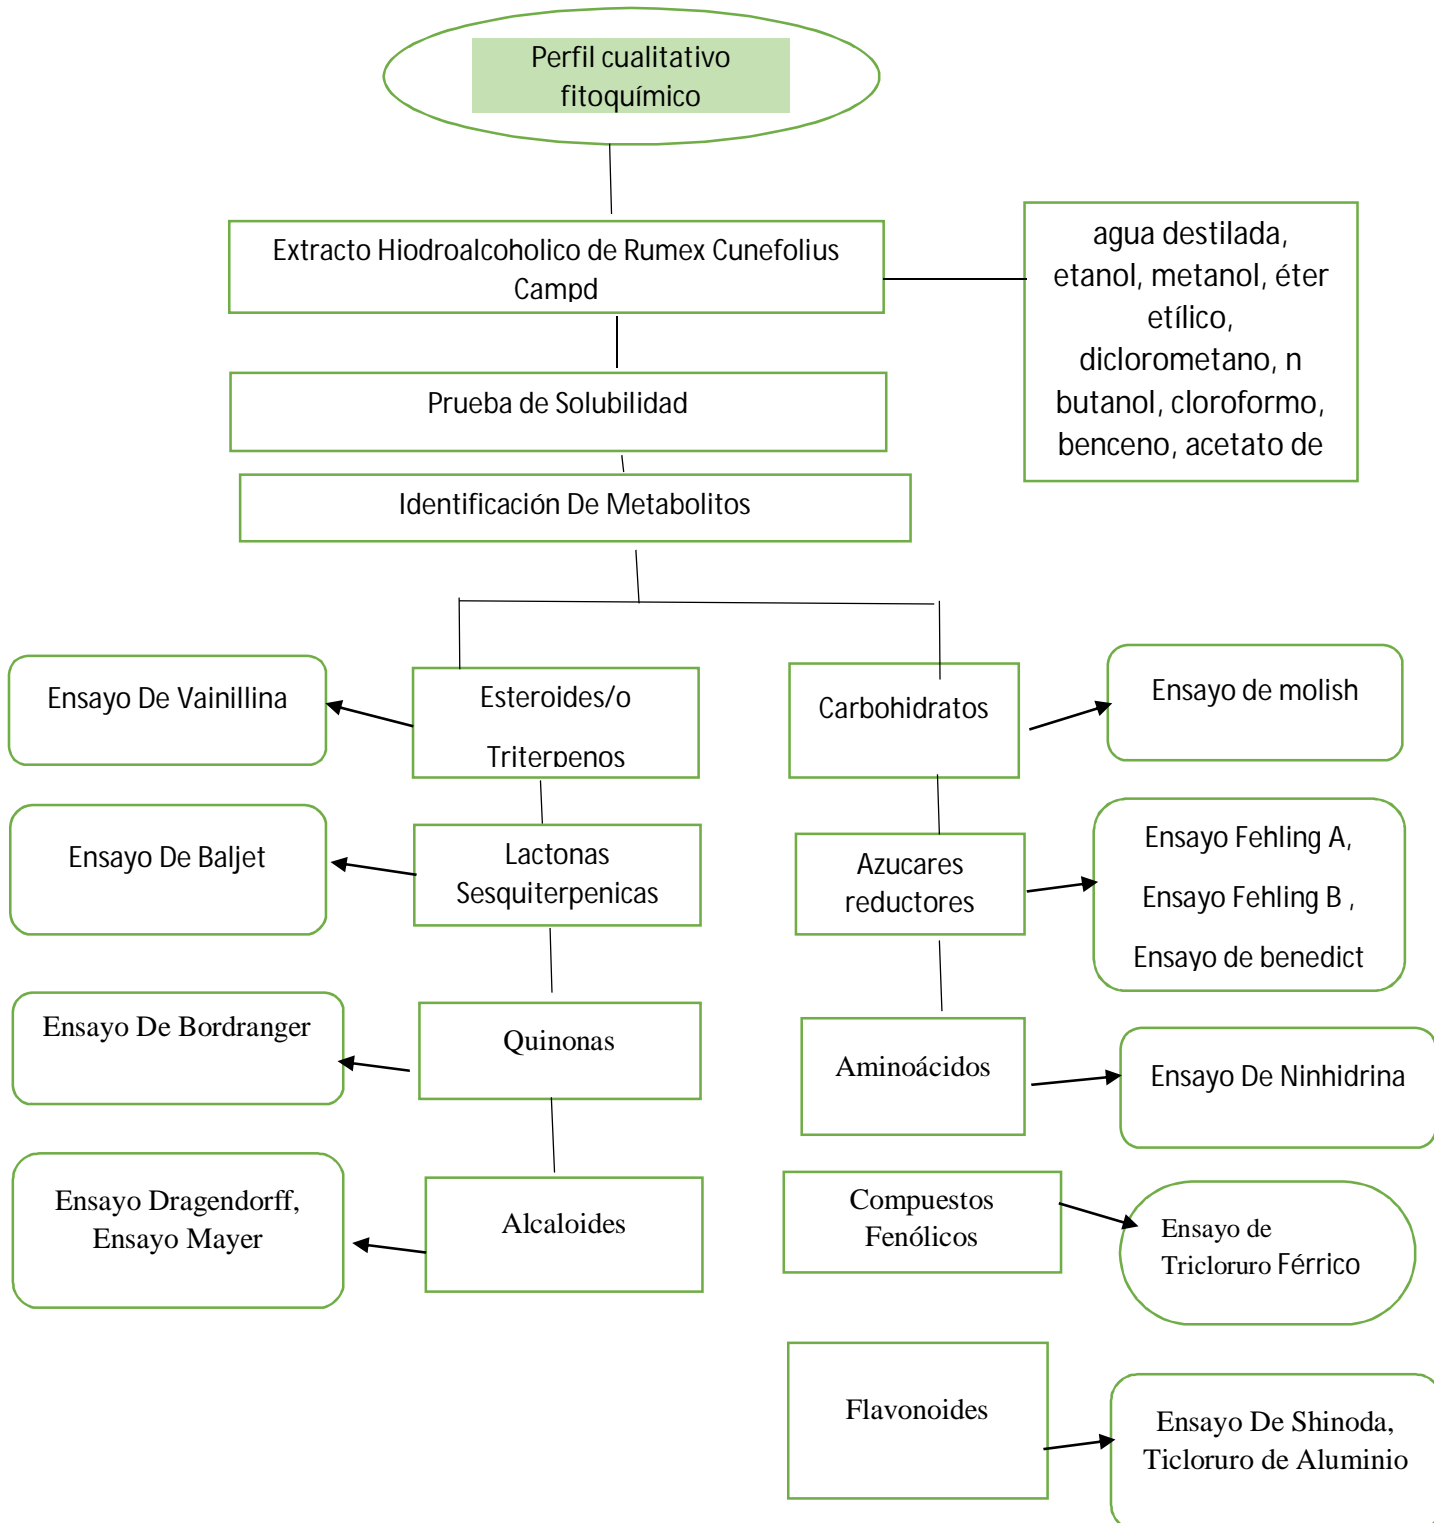 Perfil cualitativo
fitoquímico
Extracto Hiodroalcoholico de Rumex Cunefolius
Campd
agua destilada,
etanol, metanol, éter
etílico,
diclorometano, n
butanol, cloroformo,
benceno, acetato de
Prueba de Solubilidad
Identificación De Metabolitos
Ensayo De Vainillina
Esteroides/o
Triterpenos
Carbohidratos
Ensayo de molish
Ensayo De Baljet
Lactonas
Sesquiterpenicas
Azucares
reductores
Ensayo Fehling A,
Ensayo Fehling B ,
Ensayo de benedict
Ensayo De Bordranger
Quinonas
Aminoácidos
Ensayo De Ninhidrina
Ensayo Dragendorff,
Ensayo Mayer
Alcaloides
Compuestos
Fenólicos
Ensayo de
Tricloruro Férrico
Flavonoides
Ensayo De Shinoda,
Ticloruro de Aluminio